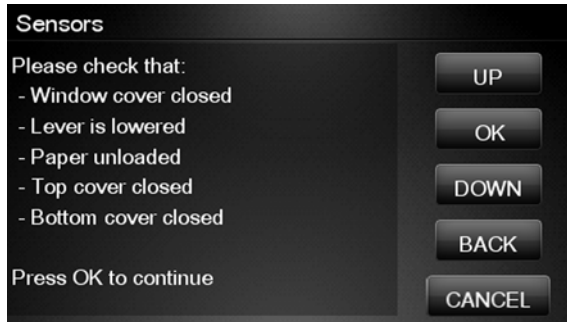 Sensors
Please check that:
- Window cover closed
- Lever is lowered
- Paper unloaded
- Top cover closed
- Bottom cover closed
Press OK to continue
UP
OK
DOWN
BACK
CANCEL